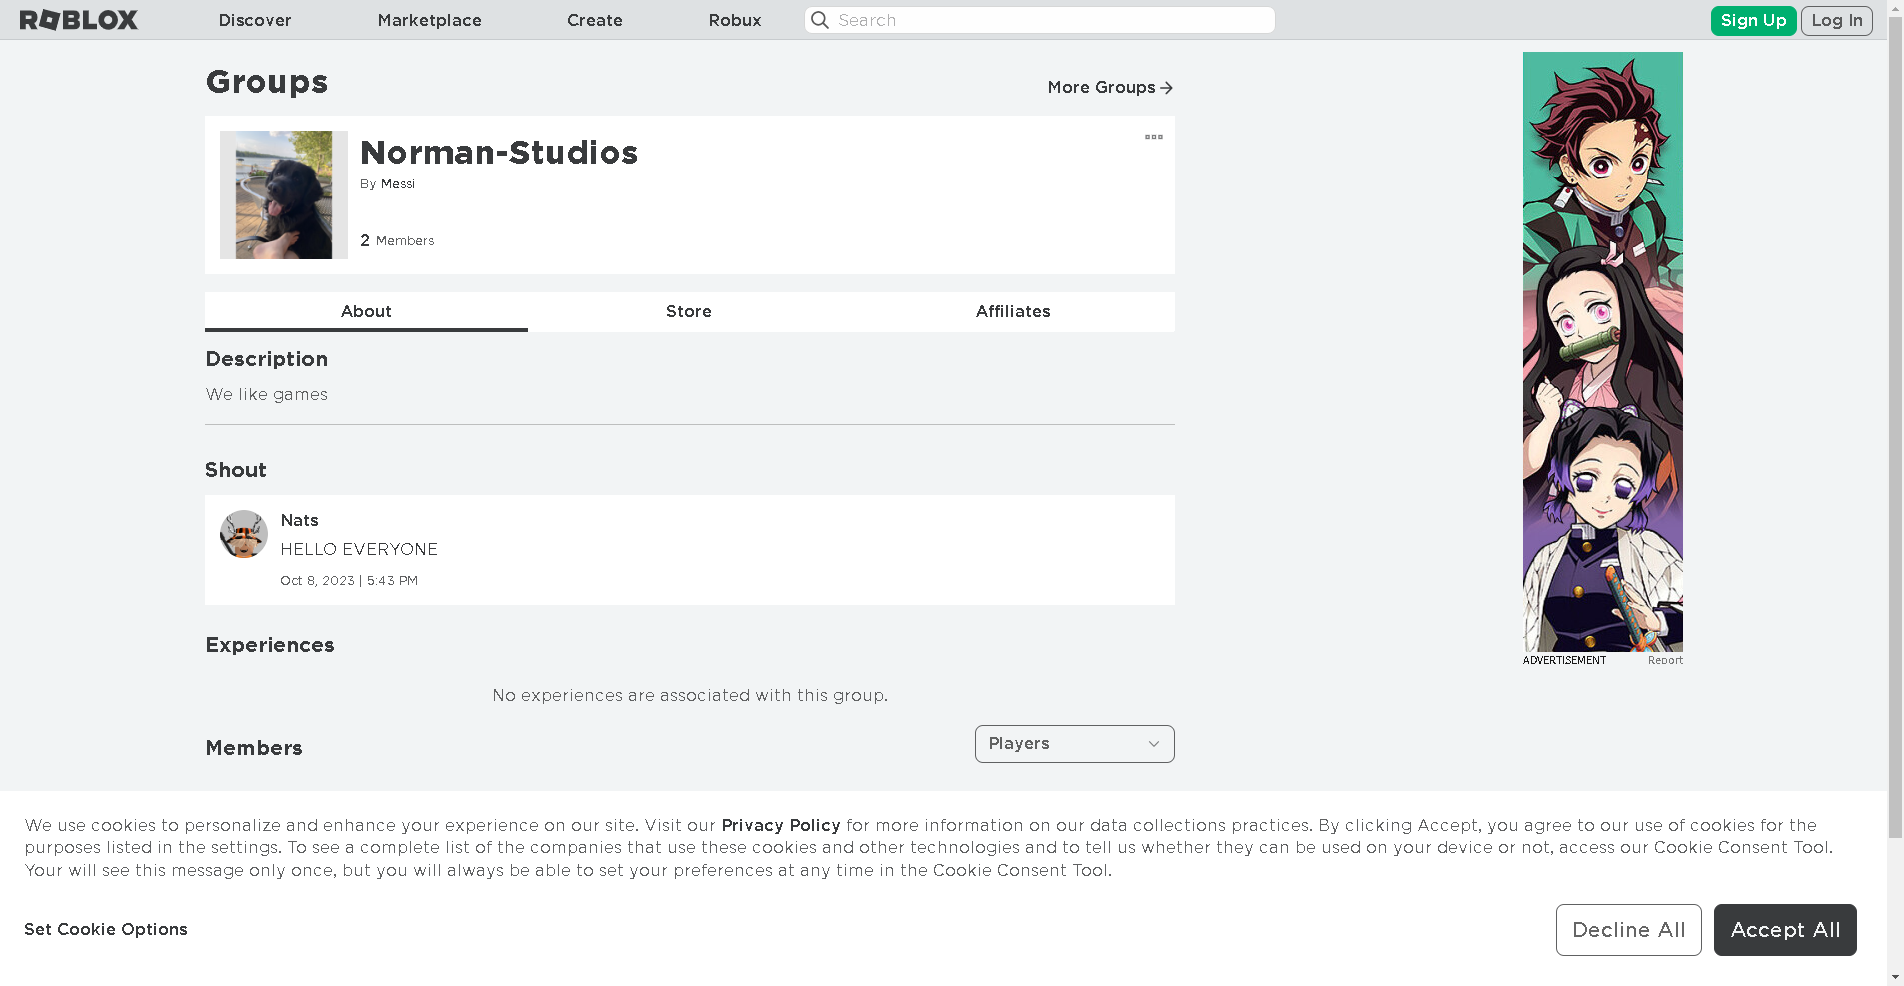 ROBLOX
Discover
Marketplace
Create
Robux
Search
Sign Up
Log In
Groups
More Groups
Norman-Studios
By Messi
2 Members
About
Store
Affiliates
Description
We like games
Shout
Nats
HELLO EVERYONE
Oct 8, 2023 | 5:43 PM
Experiences
No experiences are associated with this group.
Members
Players
ADVERTISEMENT
Report
We use cookies to personalize and enhance your experience on our site. Visit our Privacy Policy for more information on our data collections practices. By clicking Accept, you agree to our use of cookies for the
purposes listed in the settings. To see a complete list of the companies that use these cookies and other technologies and to tell us whether they can be used on your device or not, access our Cookie Consent Tool.
Your will see this message only once, but you will always be able to set your preferences at any time in the Cookie Consent Tool.
Set Cookie Options
Decline All
Accept All